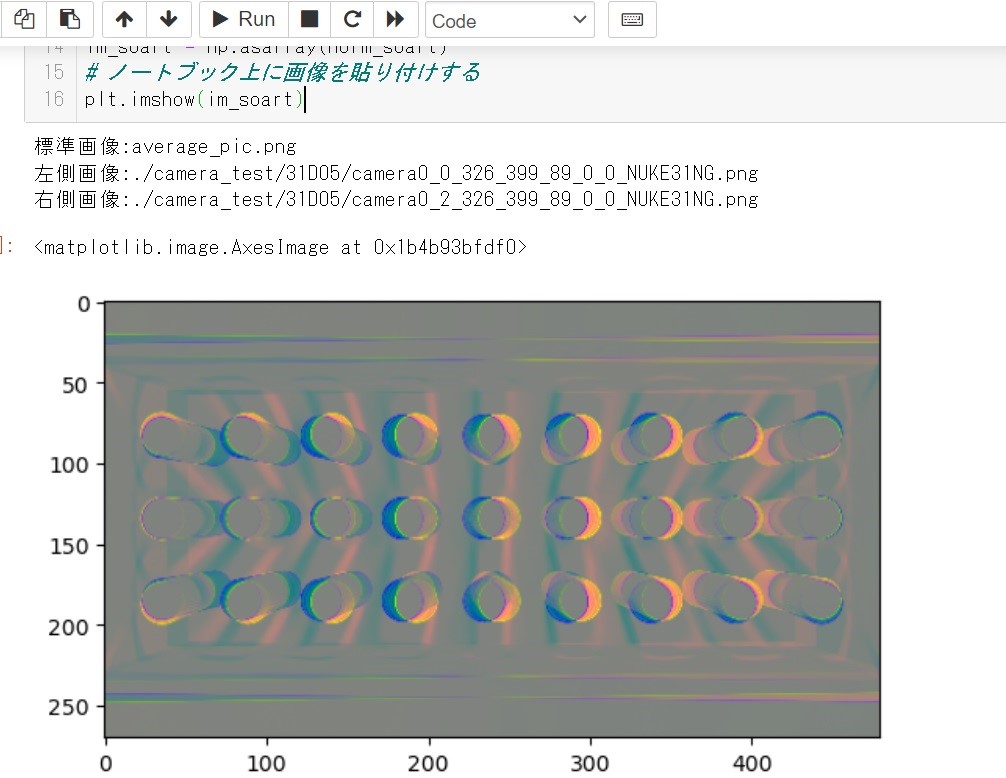 Run
Code
14 im_soart = np.asarray(norm_soart)
15 # ノートブック上に画像を貼り付けする
16 plt.imshow(im_soart)
標準画像:average_pic.png
左側画像:./camera_test/31D05/camera0_0_326_399_89_0_0_NUKE31NG.png
右側画像:./camera_test/31D05/camera0_2_326_399_89_0_0_NUKE31NG.png
]: <matplotlib.image.AxesImage at 0x1b4b93bfdf0>
0
50
100
150
200
250
0 100 200 300 400